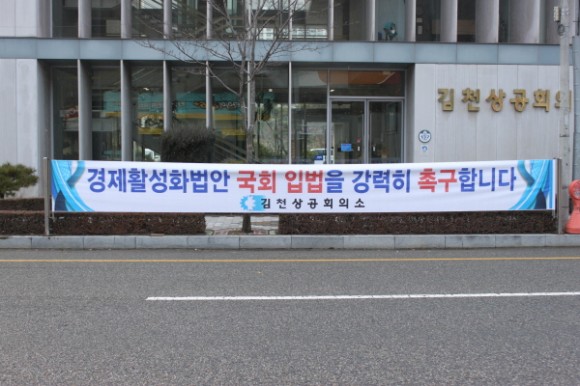 김천상공회의
경제활성화법안 국회 입법을 강력히 촉구합니다
김천상공회의소